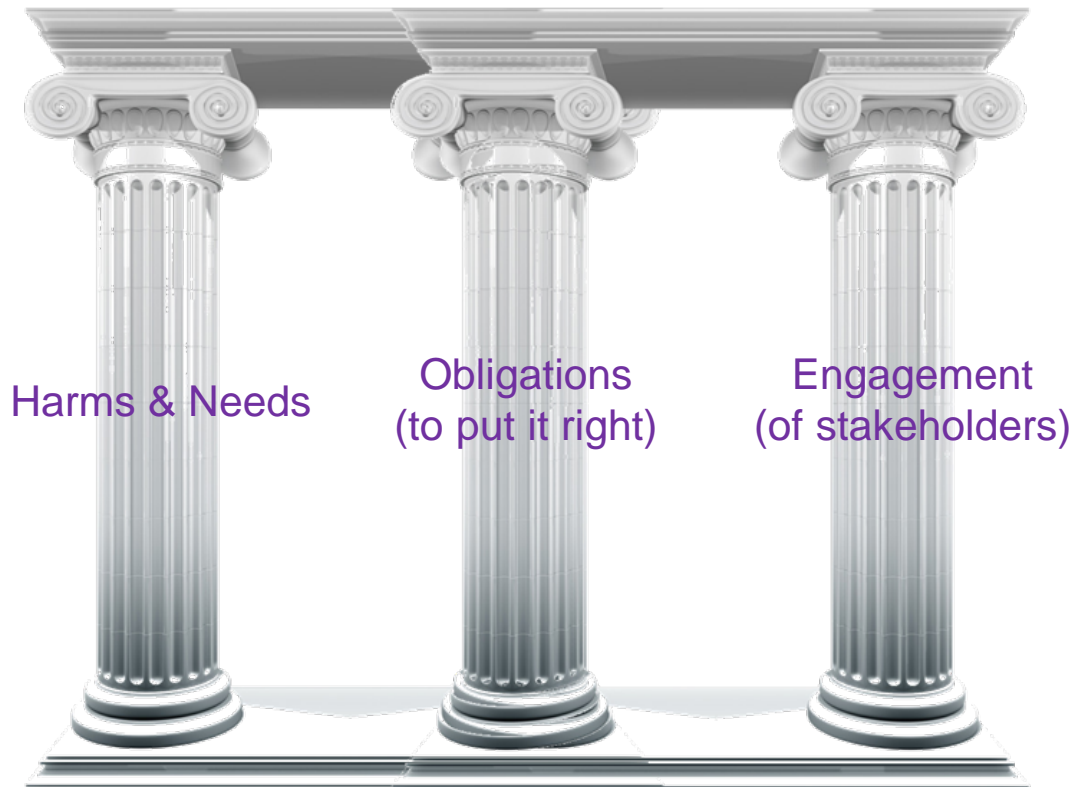 Harms & Needs
Obligations
(to put it right)
Engagement
(of stakeholders)